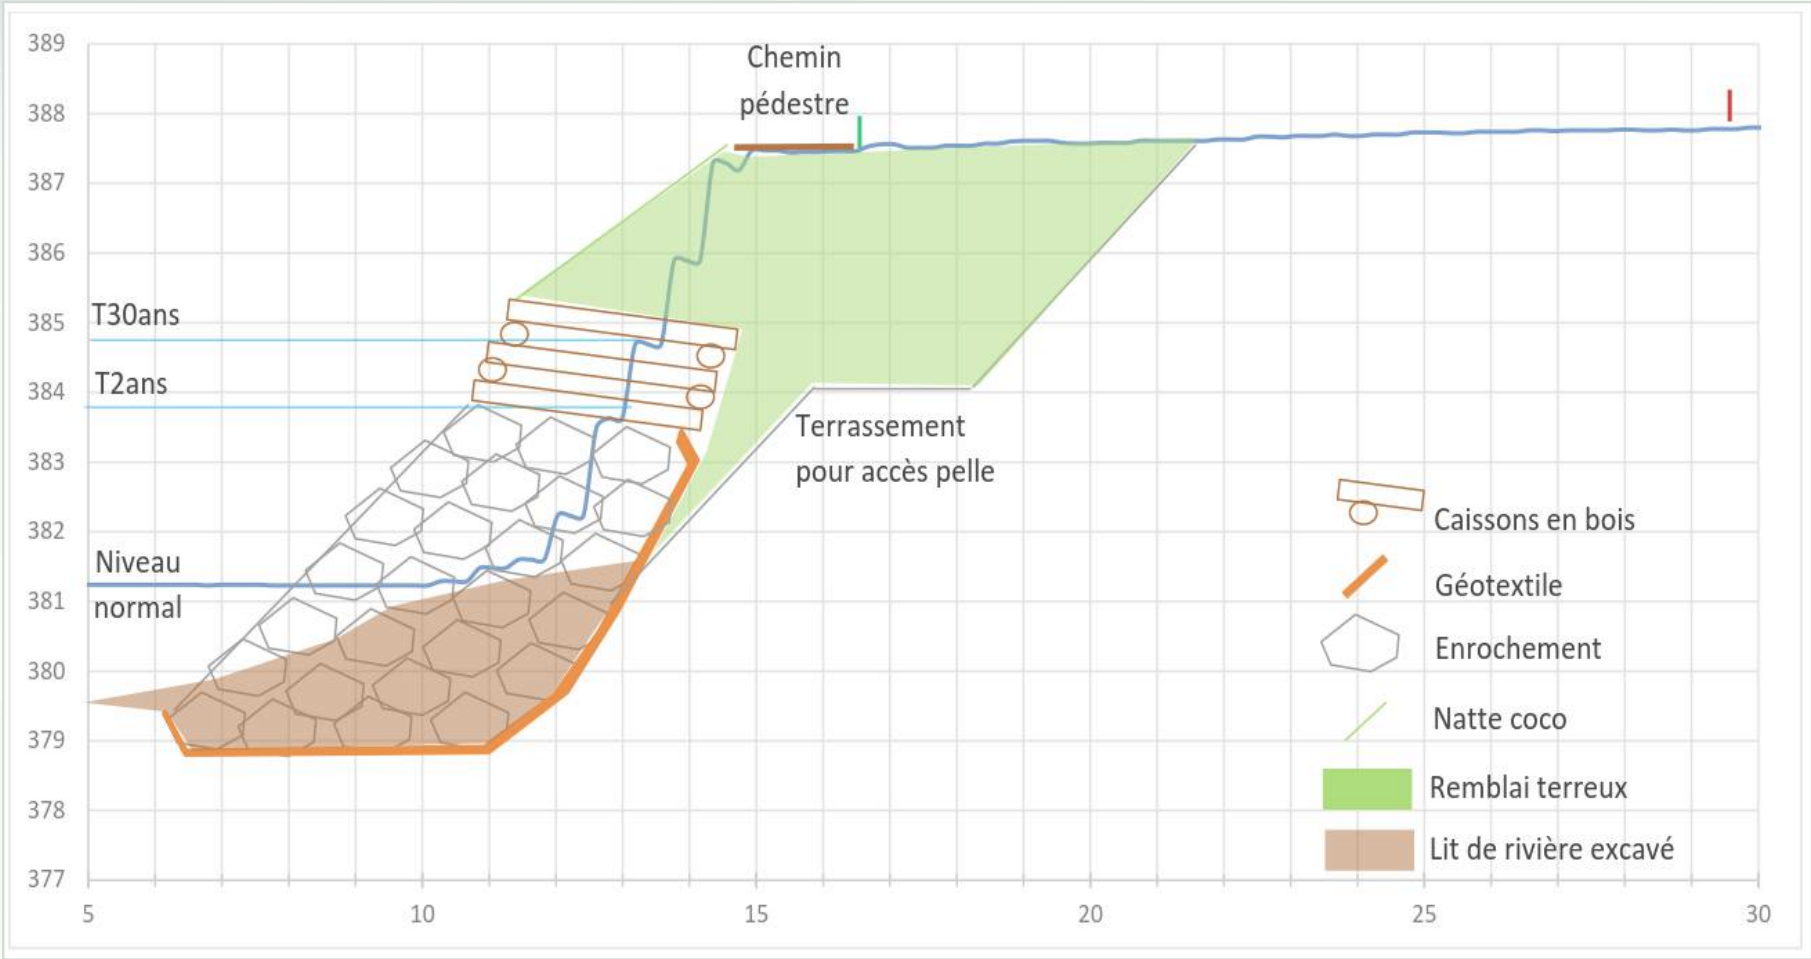 389
388
387
386
385
384
383
382
381
380
379
378
377
5
10
15
20
25
30
Chemin
pédestre
T30ans
T2ans
Niveau
normal
Terrassement
pour accès pelle
Caissons en bois
Géotextile
Enrochement
Natte coco
Remblai terreux
Lit de rivière excavé